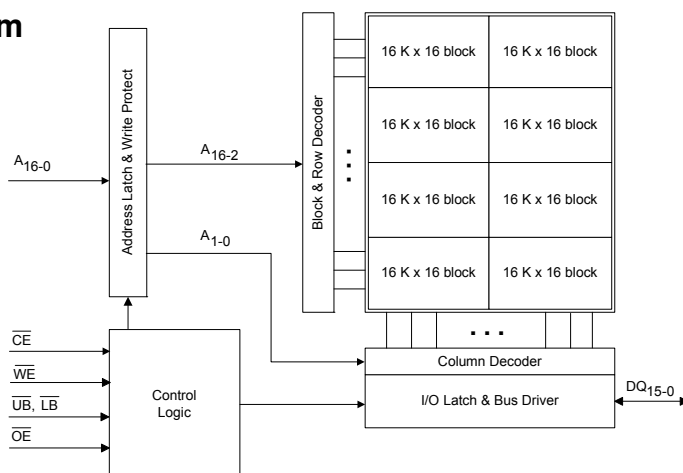 m
Address Latch & Write Protect
A16-0
A16-2
A1-0
Block & Row Decoder
16 K x 16 block
16 K x 16 block
16 K x 16 block
16 K x 16 block
16 K x 16 block
16 K x 16 block
16 K x 16 block
16 K x 16 block
CE
WE
UB, LB
OE
Control
Logic
Column Decoder
I/O Latch & Bus Driver
DQ15-0